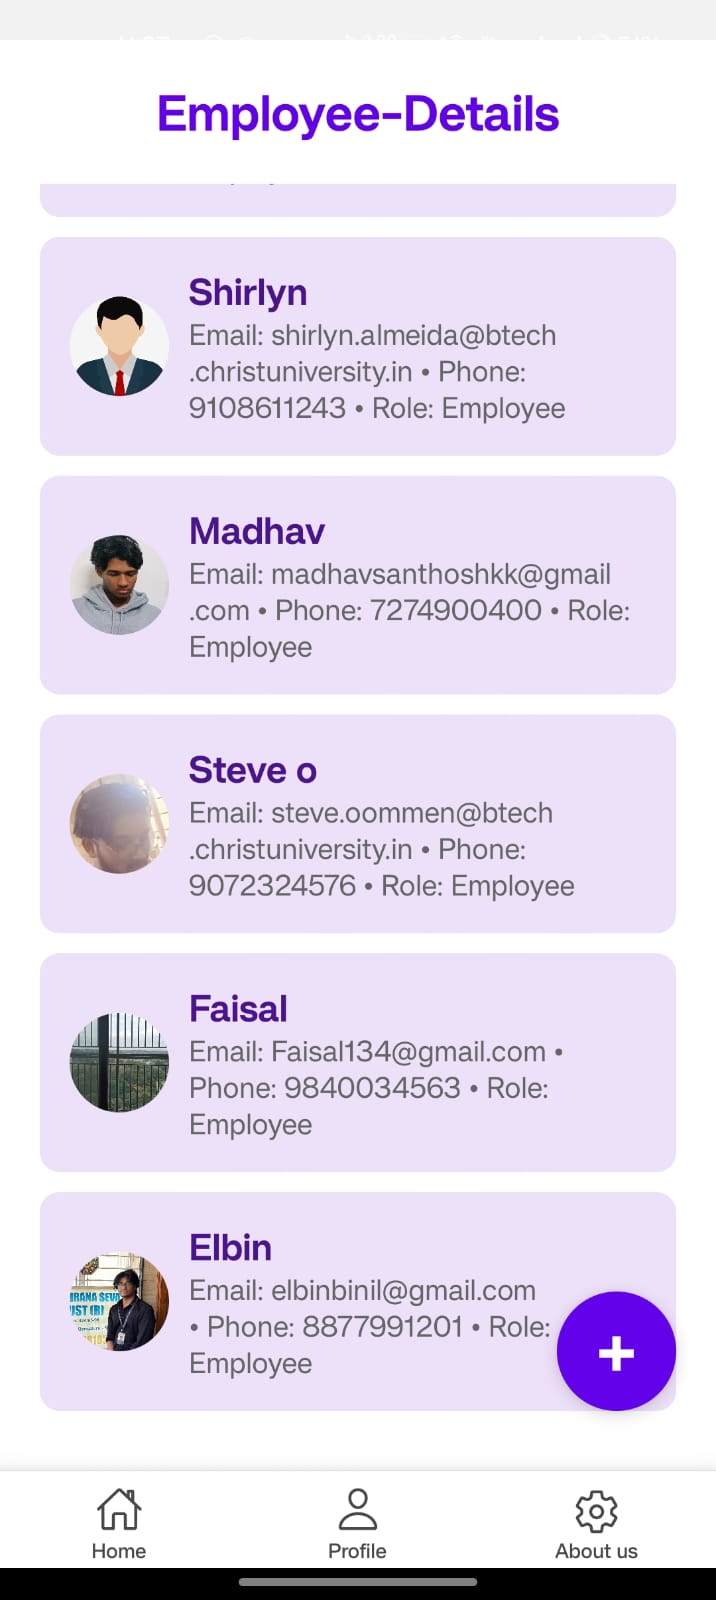 Employee-Details
Shirlyn
Email: shirlyn.almeida@btech
.christuniversity.in • Phone:
9108611243 • Role: Employee
Madhav
Email: madhavsanthoshkk@gmail
.com • Phone: 7274900400 • Role:
Employee
Steve o
Email: steve.oommen@btech
.christuniversity.in • Phone:
9072324576 • Role: Employee
Faisal
Email: Faisal134@gmail.com •
Phone: 9840034563 • Role:
Employee
Elbin
Email: elbinbinil@gmail.com
• Phone: 8877991201 • Role:
Employee
+
Home
Profile
About us